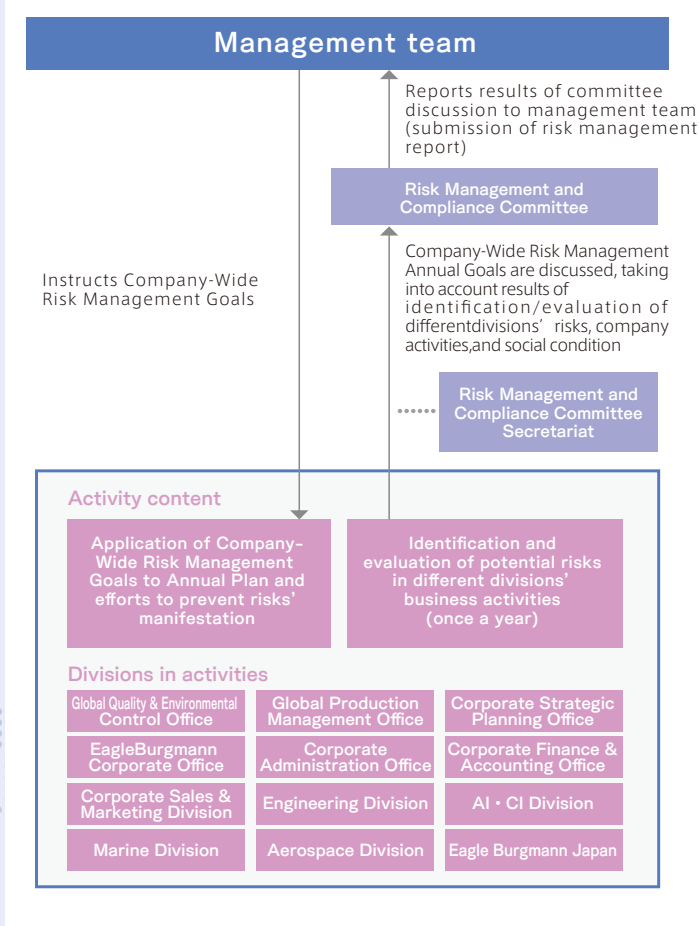 Management team
Reports results of committee
discussion to management team
(submission of risk management
report)
Risk Management and
Compliance Committee
Instructs Company-Wide
Risk Management Goals
Company-Wide Risk Management
Annual Goals are discussed, taking
into account results of
identification/evaluation of
differentdivisions’ risks, company
activities,and social condition
Risk Management and
Compliance Committee
Secretariat
Activity content
Application of Company-
Wide Risk Management
Goals to Annual Plan and
efforts to prevent risks’
manifestation
Identification and
evaluation of potential risks
in different divisions’
business activities
(once a year)
Divisions in activities
Global Quality & Environmental
Control Office
Global Production
Management Office
Corporate Strategic
Planning Office
EagleBurgmann
Corporate Office
Corporate
Administration Office
Corporate Finance &
Accounting Office
Corporate Sales &
Marketing Division
Engineering Division
AI・CI Division
Marine Division
Aerospace Division
Eagle Burgmann Japan